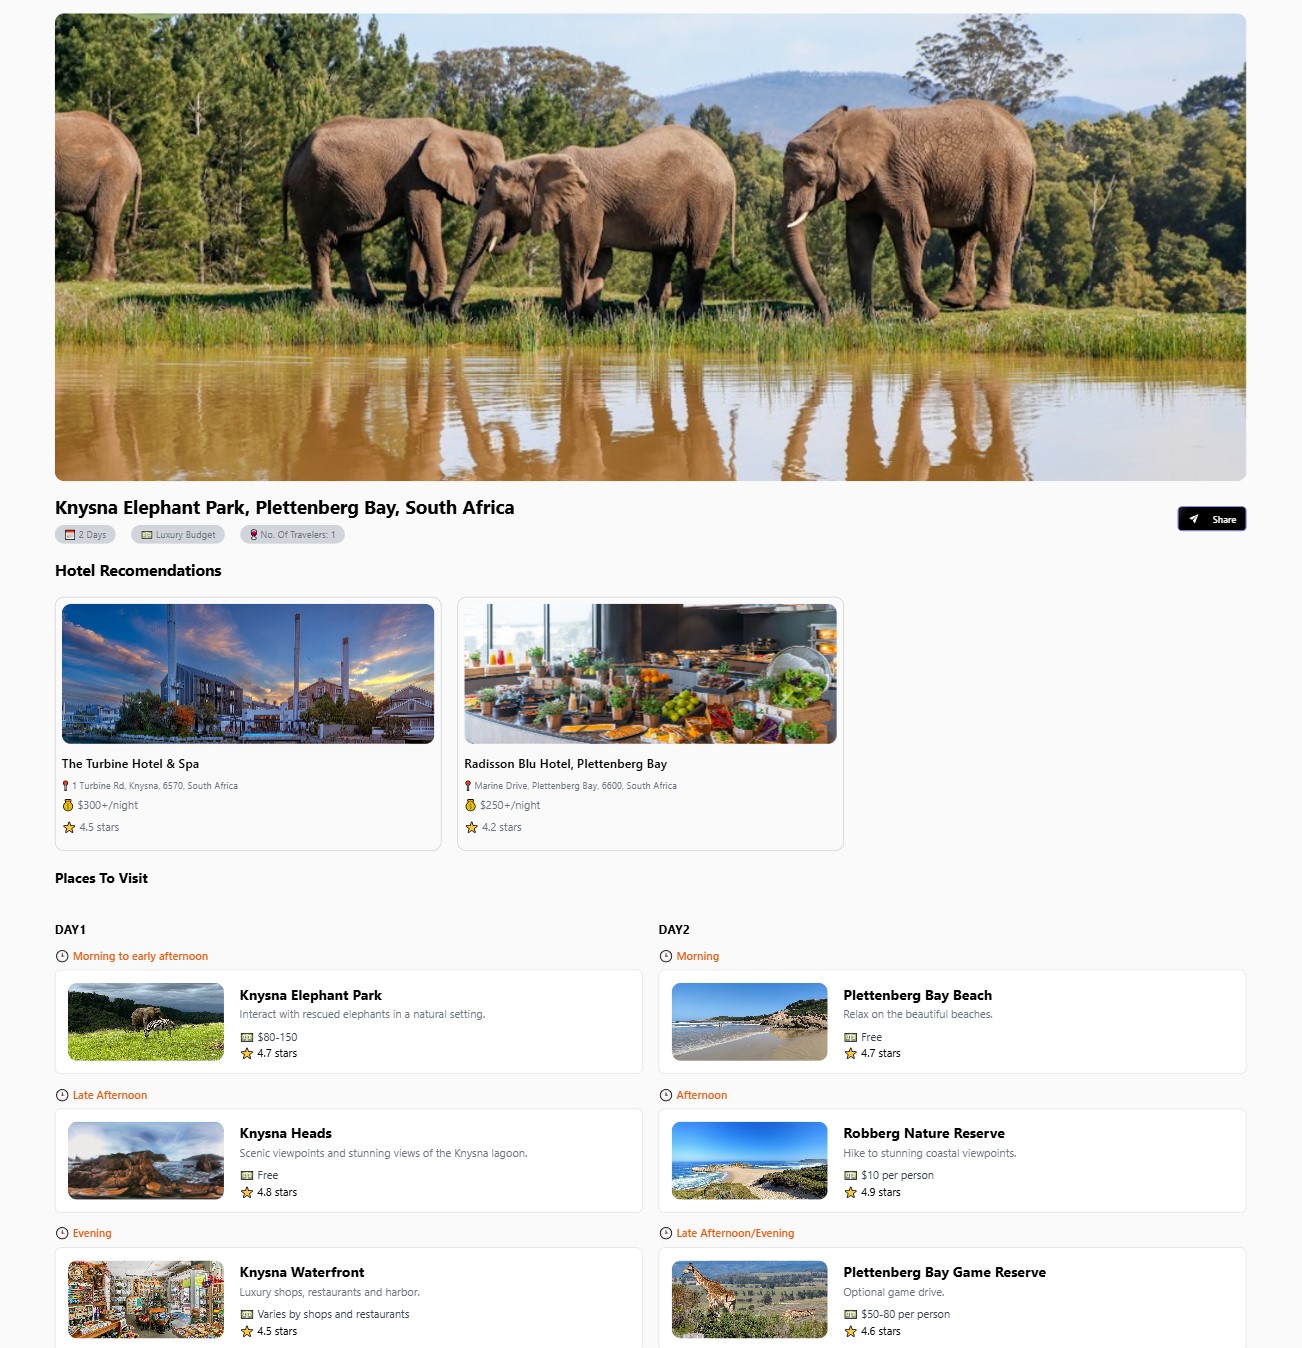 Knysna Elephant Park, Plettenberg Bay, South Africa
2 Days
Luxury Budget
No. Of Travelers: 1
Share
Hotel Recomendations
The Turbine Hotel & Spa
1 Turbine Rd, Knysna, 6570, South Africa
$300+/night
4.5 stars
Radisson Blu Hotel, Plettenberg Bay
Marine Drive, Plettenberg Bay, 6600, South Africa
$250+/night
4.2 stars
Places To Visit
DAY1
Morning to early afternoon
Knysna Elephant Park
Interact with rescued elephants in a natural setting.
$80-150
4.7 stars
Late Afternoon
Knysna Heads
Scenic viewpoints and stunning views of the Knysna lagoon.
Free
4.8 stars
Evening
Knysna Waterfront
Luxury shops, restaurants and harbor.
Varies by shops and restaurants
4.5 stars
DAY2
Morning
Plettenberg Bay Beach
Relax on the beautiful beaches.
Free
4.7 stars
Afternoon
Robberg Nature Reserve
Hike to stunning coastal viewpoints.
$10 per person
4.9 stars
Late Afternoon/Evening
Plettenberg Bay Game Reserve
Optional game drive.
$50-80 per person
4.6 stars